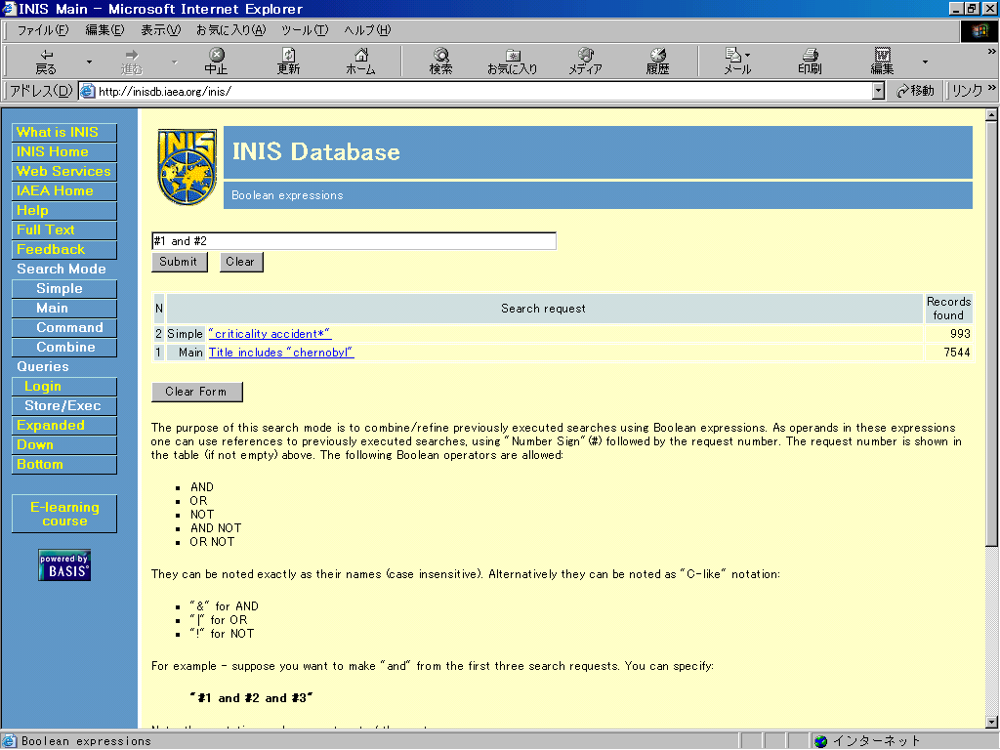 INIS Main - Microsoft Internet Explorer
ファイル(F) 編集(E) 表示(V) お気に入り(A) ツール(T) ヘルプ(H)
戻る 進む 中止 更新 ホーム 検索 お気に入り メディア 履歴 メール 印刷 編集
アドレス(D) http://inisdb.iaea.org/inis/ 移動 リンク
What is INIS
INIS Home
Web Services
IAEA Home
Help
Full Text
Feedback
Search Mode
Simple
Main
Command
Combine
Queries
Login
Store/Exec
Expanded
Down
Bottom
E-learning
course
powered by
BASIS
INIS
INIS Database
Boolean expressions
#1 and #2
Submit Clear
N Search request Records found
2 Simple "criticality accident*" 993
1 Main Title includes "chernobyl" 7544
Clear Form
The purpose of this search mode is to combine/refine previously executed searches using Boolean expressions. As operands in these expressions
one can use references to previously executed searches, using "Number Sign"(#) followed by the request number. The request number is shown in
the table (if not empty) above. The following Boolean operators are allowed:
▪ AND
▪ OR
▪ NOT
▪ AND NOT
▪ OR NOT
They can be noted exactly as their names (case insensitive). Alternatively they can be noted as "C-like" notation:
▪ "&" for AND
▪ "|" for OR
▪ "!" for NOT
For example - suppose you want to make "and" from the first three search requests. You can specify:
"#1 and #2 and #3"
Boolean expressions インターネット